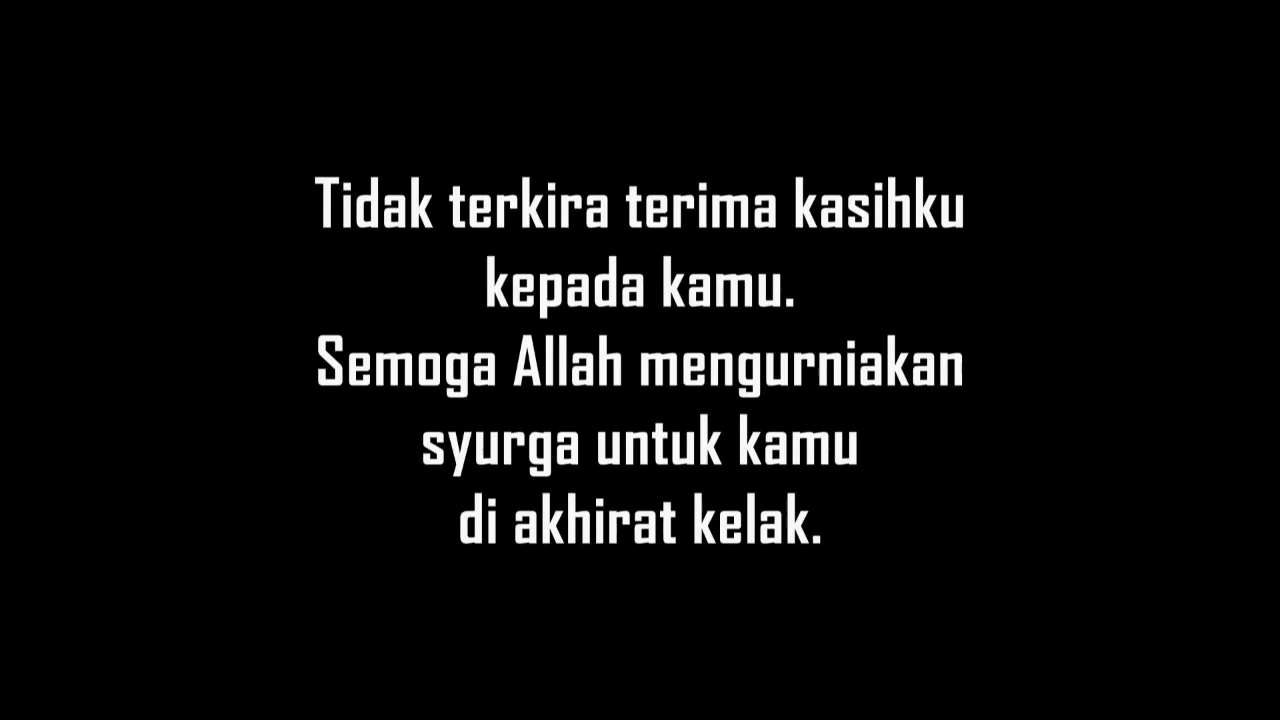 Tidak terkira terima kasihku
kepada kamu.
Semoga Allah mengurniakan
syurga untuk kamu
di akhirat kelak.